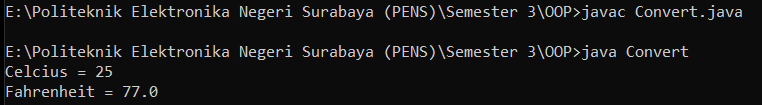 E:\Politeknik Elektronika Negeri Surabaya (PENS)\Semester 3\OOP>javac Convert.java
E:\Politeknik Elektronika Negeri Surabaya (PENS)\Semester 3\OOP>java Convert
Celcius = 25
Fahrenheit = 77.0